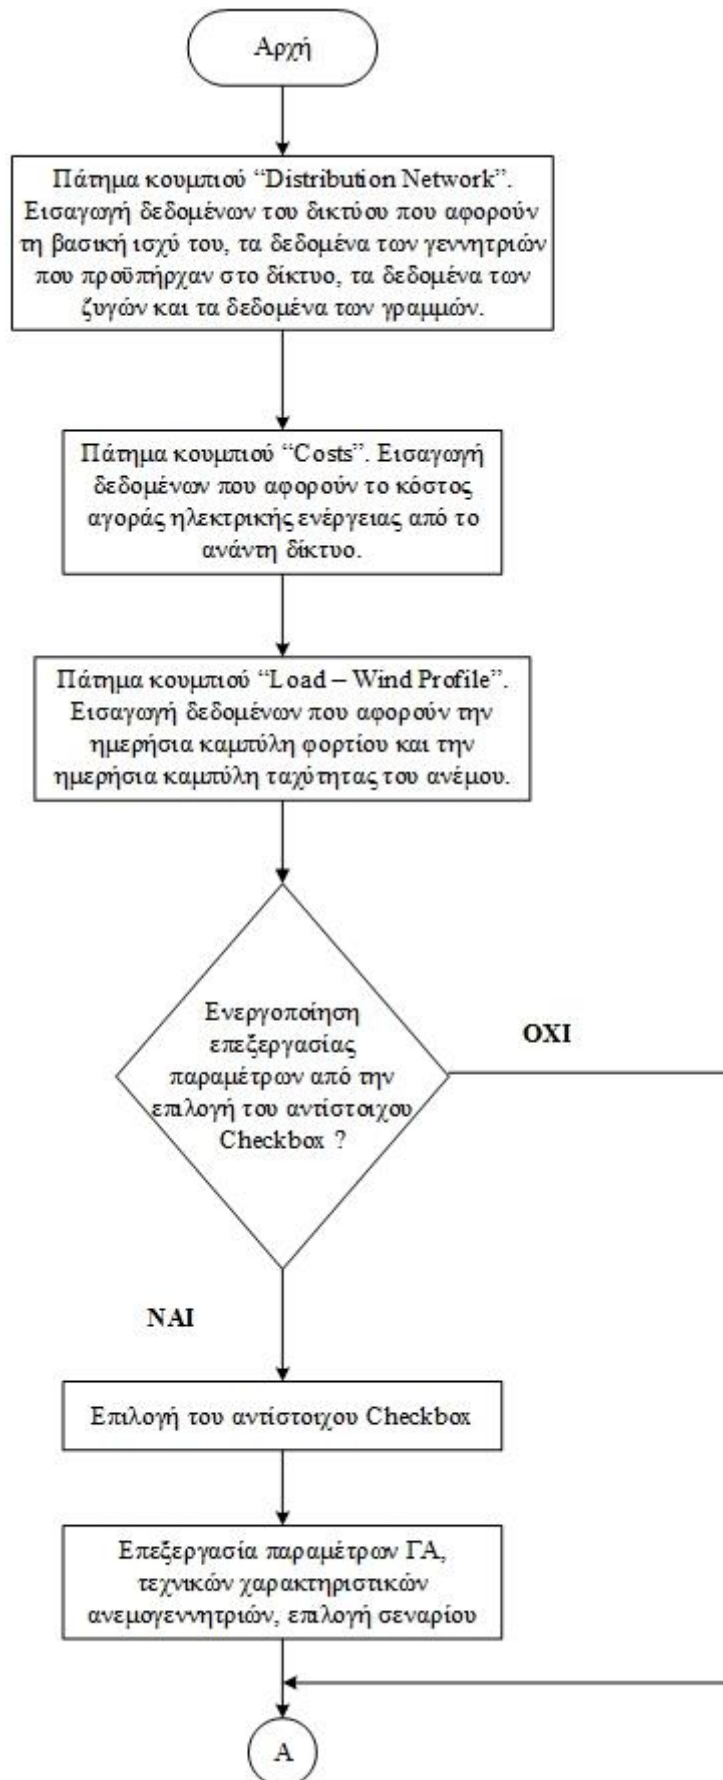 Αρχή
Πάτημα κουμπιού “Distribution Network”.
Εισαγωγή δεδομένων του δικτύου που αφορούν
τη βασική ισχύ του, τα δεδομένα των γεννητριών
που προϋπήρχαν στο δίκτυο, τα δεδομένα των
ζυγών και τα δεδομένα των γραμμών.
Πάτημα κουμπιού “Costs”. Εισαγωγή
δεδομένων που αφορούν το κόστος
αγοράς ηλεκτρικής ενέργειας από το
ανάντη δίκτυο.
Πάτημα κουμπιού “Load – Wind Profile”.
Εισαγωγή δεδομένων που αφορούν την
ημερήσια καμπύλη φορτίου και την
ημερήσια καμπύλη ταχύτητας του ανέμου.
Ενεργοποίηση
επεξεργασίας
παραμέτρων από την
επιλογή του αντίστοιχου
Checkbox ?
ΟΧΙ
ΝΑΙ
Επιλογή του αντίστοιχου Checkbox
Επεξεργασία παραμέτρων ΓΑ,
τεχνικών χαρακτηριστικών
ανεμογεννητριών, επιλογή σεναρίου
Α